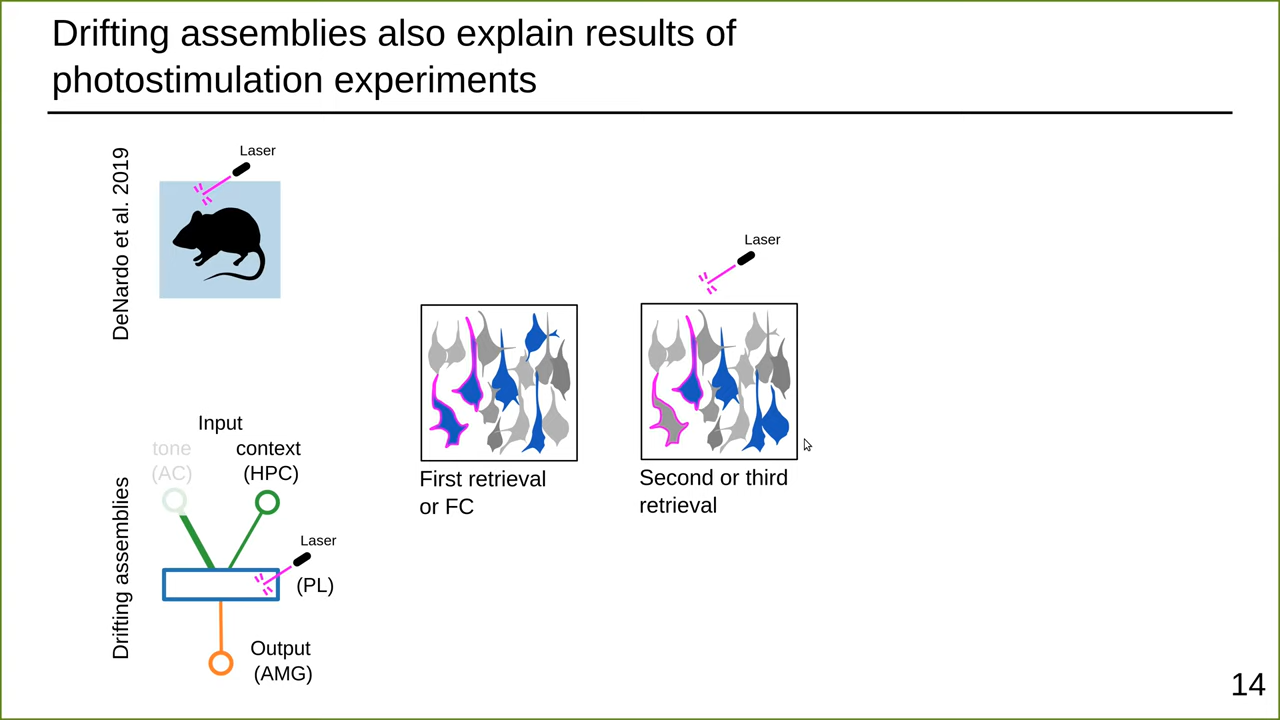 Drifting assemblies also explain results of
photostimulation experiments
DeNardo et al. 2019
Laser
Laser
First retrieval
or FC
Second or third
retrieval
Drifting assemblies
Input
tone
(AC)
context
(HPC)
Laser
(PL)
Output
(AMG)
14